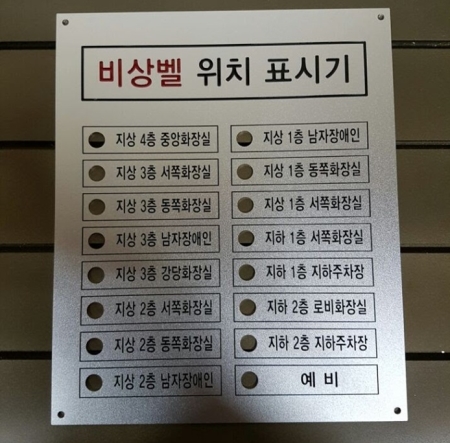 비상벨 위치 표시기
지상 4층 중앙화장실
지상 3층 서쪽화장실
지상 3층 동쪽화장실
지상 3층 남자장애인
지상 3층 강당화장실
지상 2층 서쪽화장실
지상 2층 동쪽화장실
지상 2층 남자장애인
지상 1층 남자장애인
지상 1층 동쪽화장실
지상 1층 서쪽화장실
지하 1층 서쪽화장실
지하 1층 지하주차장
지하 2층 로비화장실
지하 2층 지하주차장
예 비